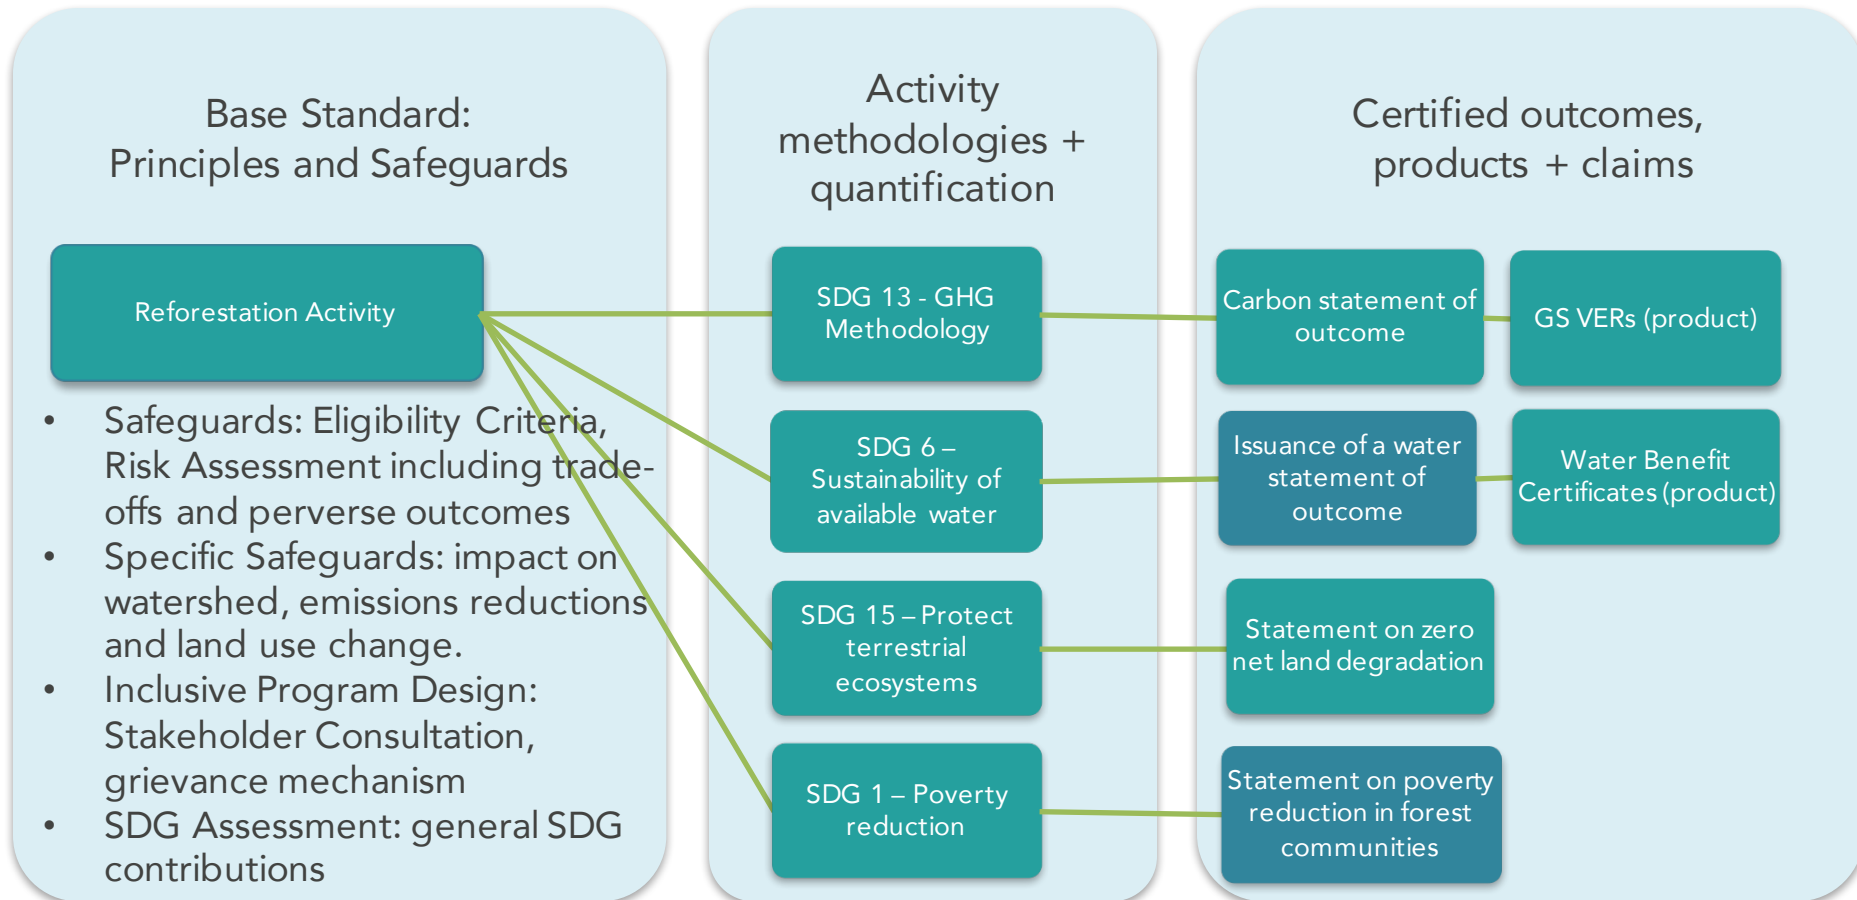 Base Standard:
Principles and Safeguards
Reforestation Activity
• Safeguards: Eligibility Criteria,
Risk Assessment including trade-
offs and perverse outcomes
• Specific Safeguards: impact on
watershed, emissions reductions
and land use change.
• Inclusive Program Design:
Stakeholder Consultation,
grievance mechanism
• SDG Assessment: general SDG
contributions
Activity
methodologies +
quantification
SDG 13 - GHG
Methodology
SDG 6 –
Sustainability of
available water
SDG 15 – Protect
terrestrial
ecosystems
SDG 1 – Poverty
reduction
Certified outcomes,
products + claims
Carbon statement of
outcome
GS VERs (product)
Issuance of a water
statement of
outcome
Water Benefit
Certificates (product)
Statement on zero
net land degradation
Statement on poverty
reduction in forest
communities